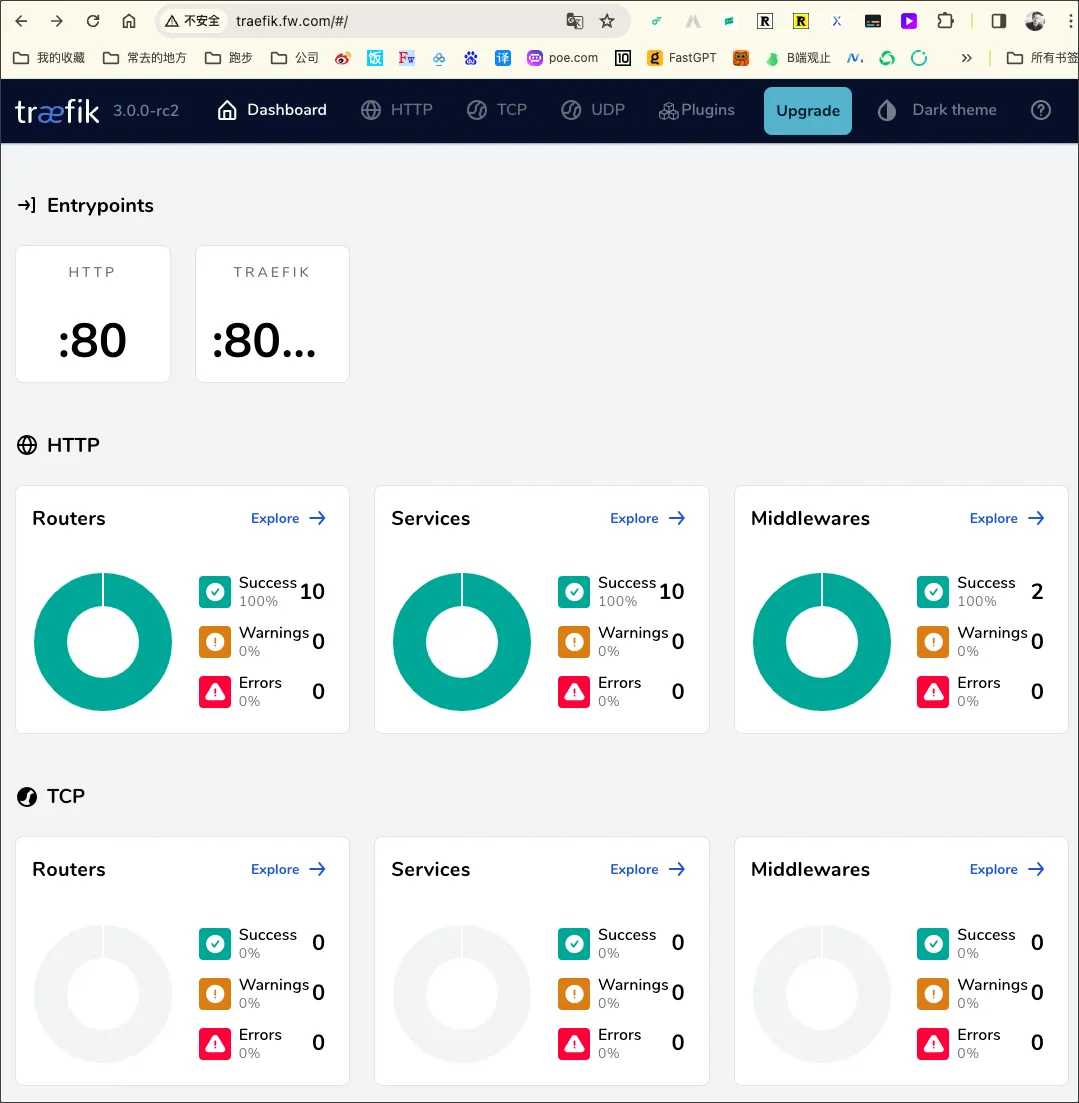 不安全 traefik.fw.com/#/
我的收藏 常去的地方 跑步 公司 饭 Fw 译 poe.com 10 FastGPT B端观止 » 所有书签
træfik 3.0.0-rc2 Dashboard HTTP TCP UDP Plugins Upgrade Dark theme
Entrypoints
HTTP TRAEFIK
:80 :80...
HTTP
Routers Explore Services Explore Middlewares Explore
Success 10 Success 10 Success 2
100% 100% 100%
Warnings 0 Warnings 0 Warnings 0
0% 0% 0%
Errors 0 Errors 0 Errors 0
0% 0% 0%
TCP
Routers Explore Services Explore Middlewares Explore
Success 0 Success 0 Success 0
0% 0% 0%
Warnings 0 Warnings 0 Warnings 0
0% 0% 0%
Errors 0 Errors 0 Errors 0
0% 0% 0%